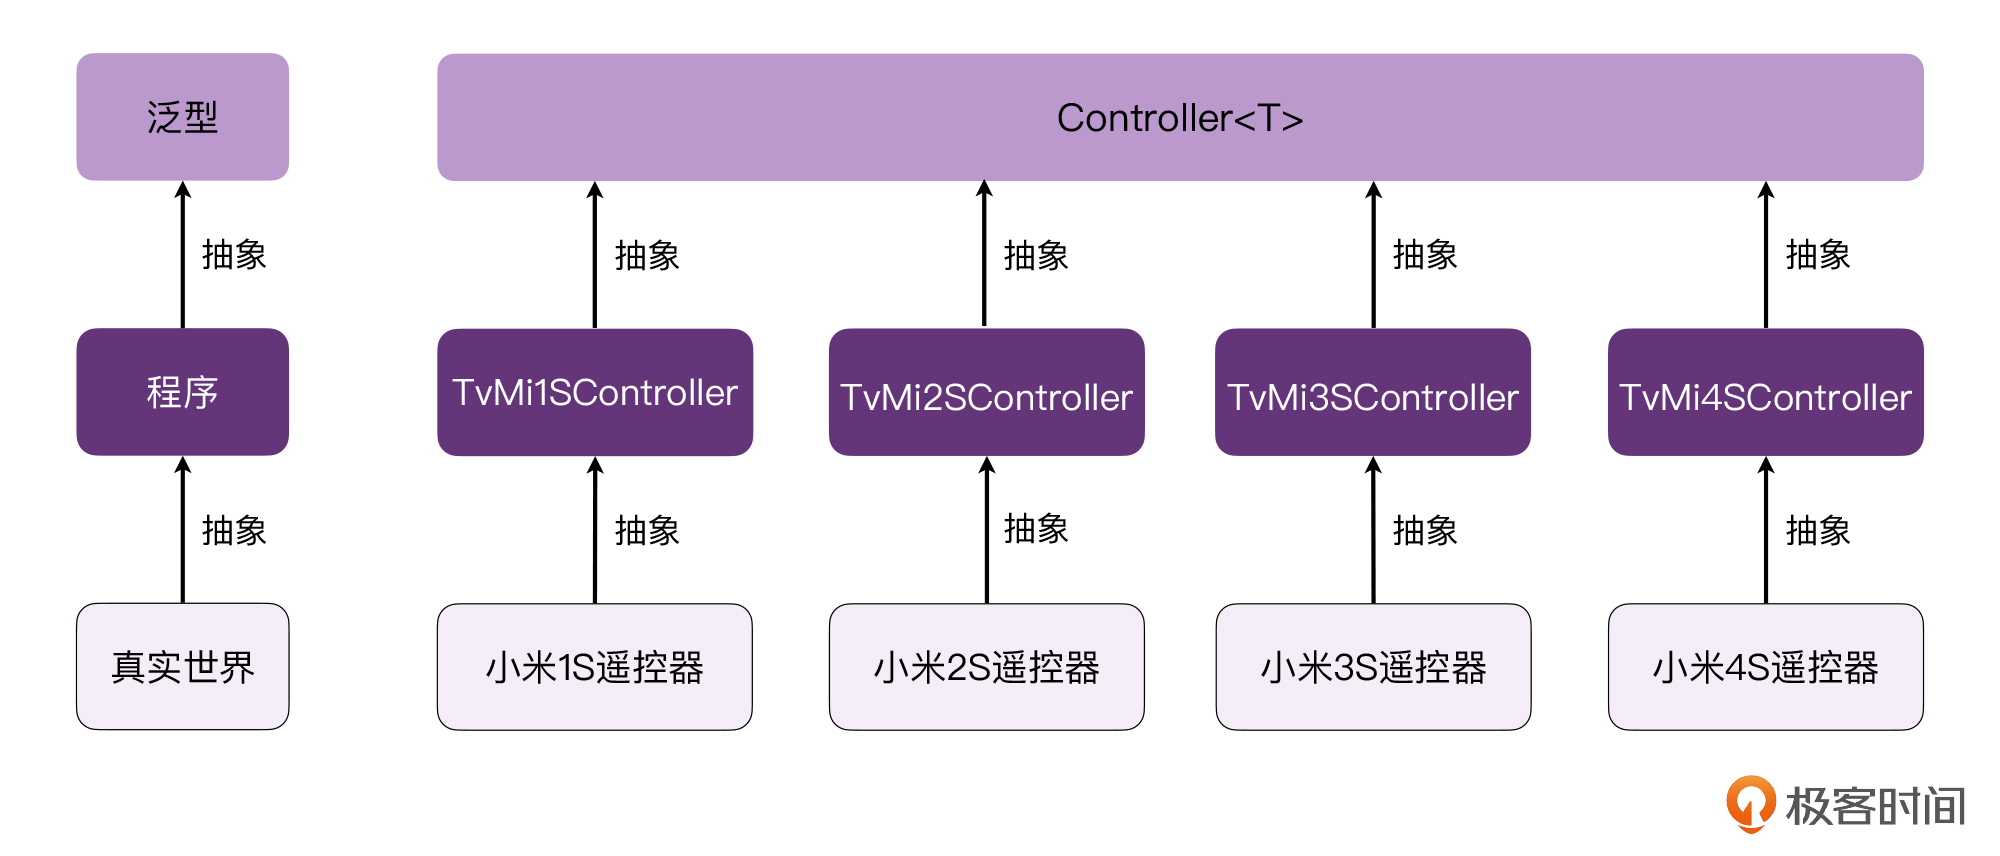 泛型
Controller<T>
抽象
抽象
抽象
抽象
抽象
程序
TvMi1SController
TvMi2SController
TvMi3SController
TvMi4SController
抽象
抽象
抽象
抽象
抽象
真实世界
小米1S遥控器
小米2S遥控器
小米3S遥控器
小米4S遥控器
极客时间